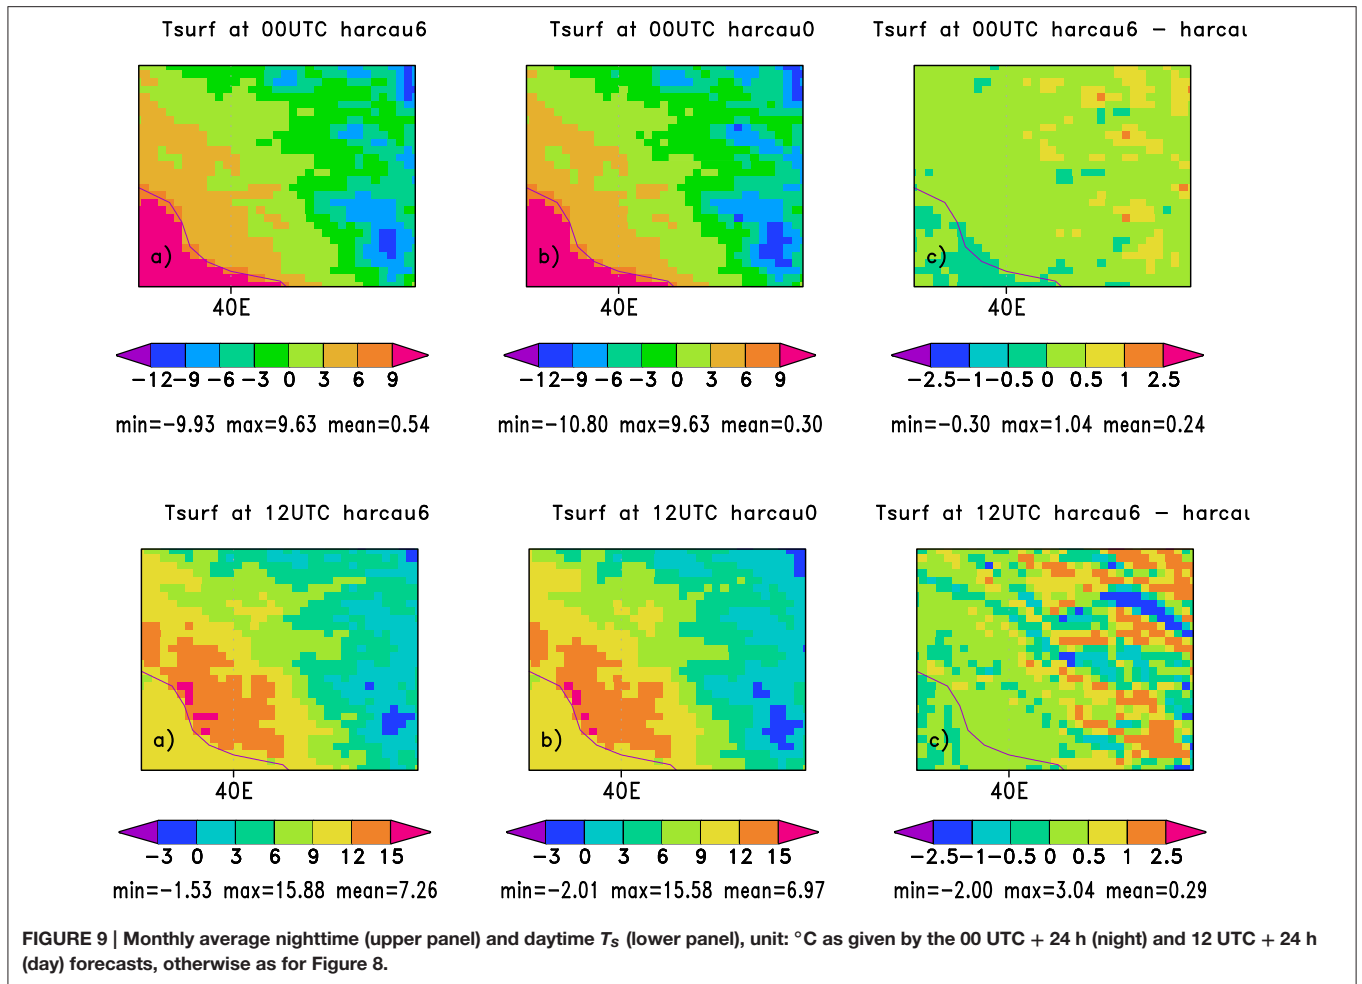 Tsurf at 00UTC harcau6 Tsurf at 00UTC harcau0 Tsurf at 00UTC harcau6 − harcau
a) b) c)
40E 40E 40E
−12−9 −6 −3 0 3 6 9 −12−9 −6 −3 0 3 6 9 −2.5−1−0.5 0 0.5 1 2.5
min=−9.93 max=9.63 mean=0.54 min=−10.80 max=9.63 mean=0.30 min=−0.30 max=1.04 mean=0.24
Tsurf at 12UTC harcau6 Tsurf at 12UTC harcau0 Tsurf at 12UTC harcau6 − harcau
a) b) c)
40E 40E 40E
−3 0 3 6 9 12 15 −3 0 3 6 9 12 15 −2.5−1−0.5 0 0.5 1 2.5
min=−1.53 max=15.88 mean=7.26 min=−2.01 max=15.58 mean=6.97 min=−2.00 max=3.04 mean=0.29
FIGURE 9 | Monthly average nighttime (upper panel) and daytime Ts (lower panel), unit: °C as given by the 00 UTC + 24 h (night) and 12 UTC + 24 h
(day) forecasts, otherwise as for Figure 8.